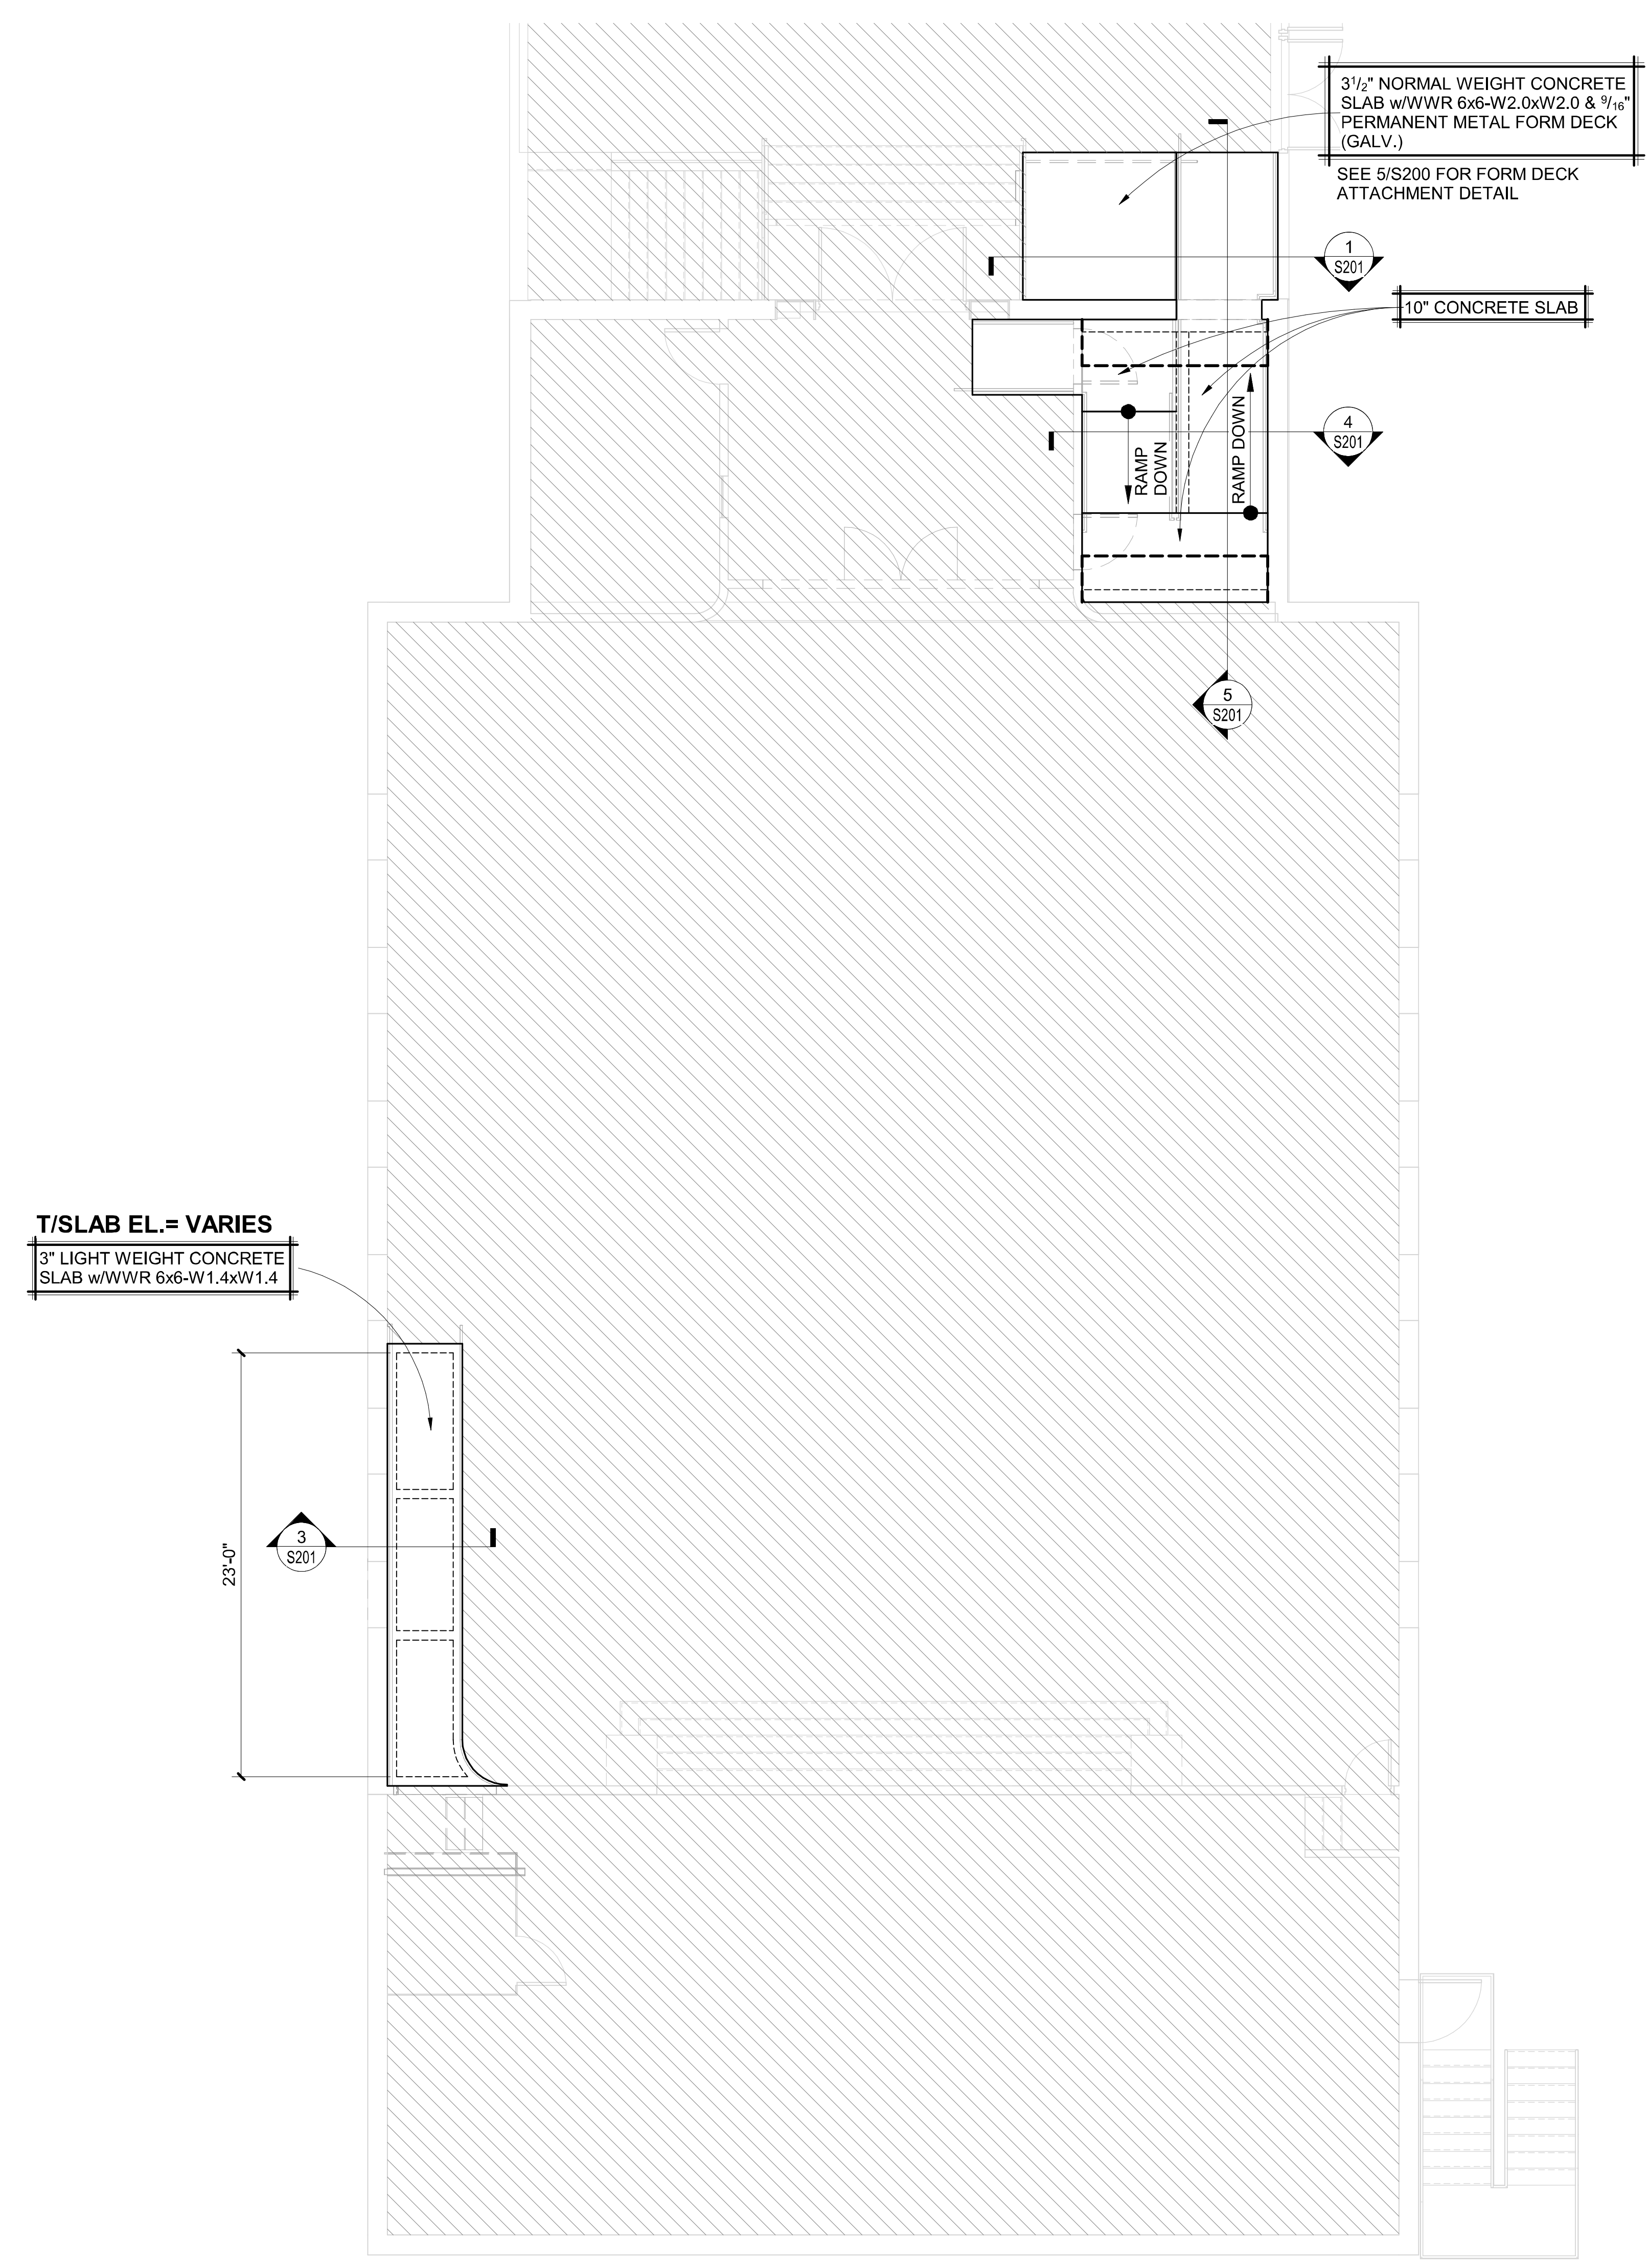 3 1/2" NORMAL WEIGHT CONCRETE
SLAB w/WWR 6x6-W2.0xW2.0 & 9/16"
PERMANENT METAL FORM DECK
(GALV.)
SEE 5/S200 FOR FORM DECK
ATTACHMENT DETAIL
1
S201
10" CONCRETE SLAB
4
S201
RAMP
DOWN
RAMP DOWN
5
S201
T/SLAB EL.= VARIES
3" LIGHT WEIGHT CONCRETE
SLAB w/WWR 6x6-W1.4xW1.4
23'-0"
3
S201